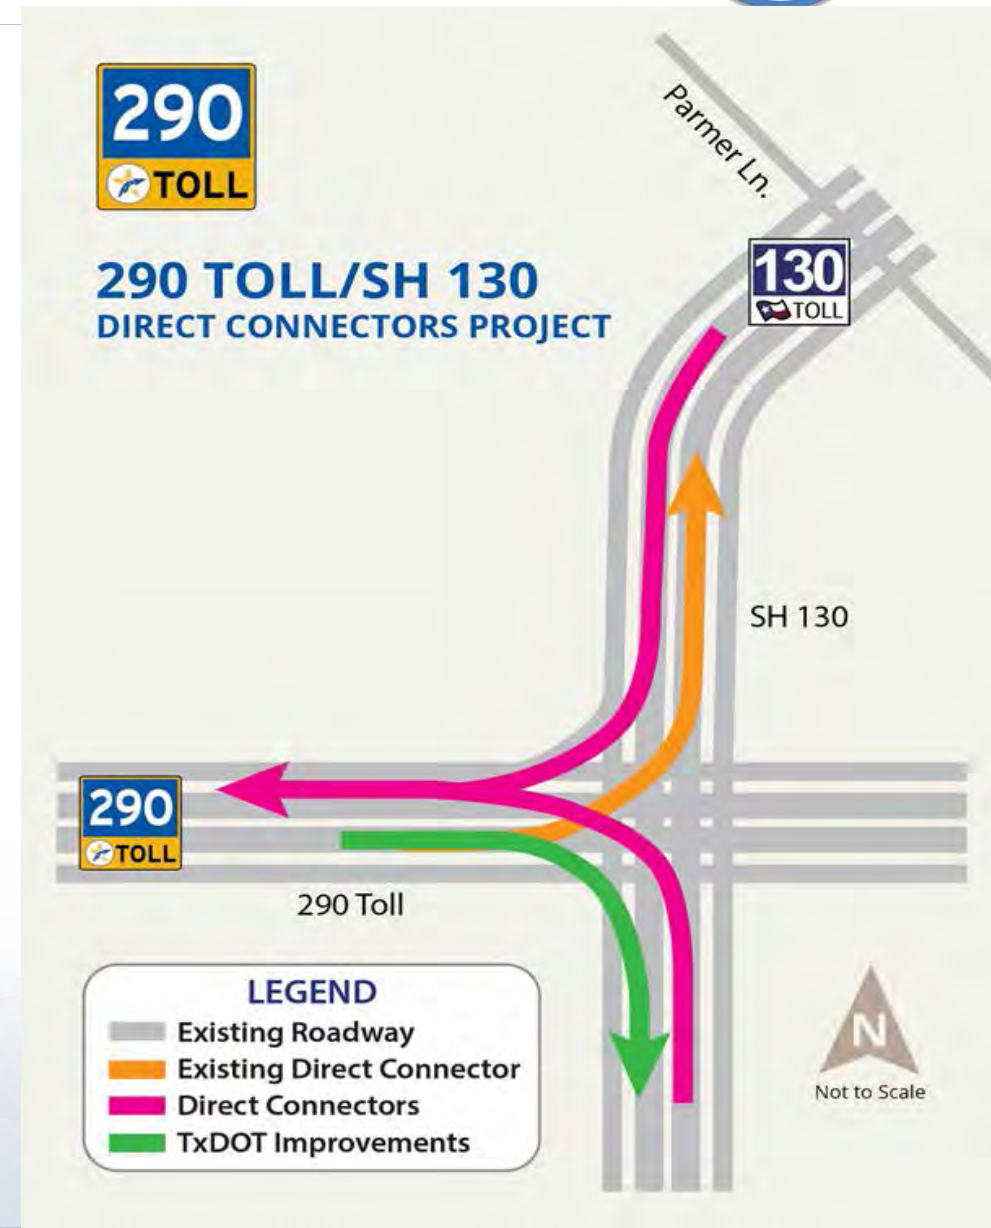 290
TOLL
290 TOLL/SH 130
DIRECT CONNECTORS PROJECT
Parmer Ln.
130
TOLL
SH 130
290
TOLL
290 Toll
LEGEND
Existing Roadway
Existing Direct Connector
Direct Connectors
TxDOT Improvements
N
Not to Scale